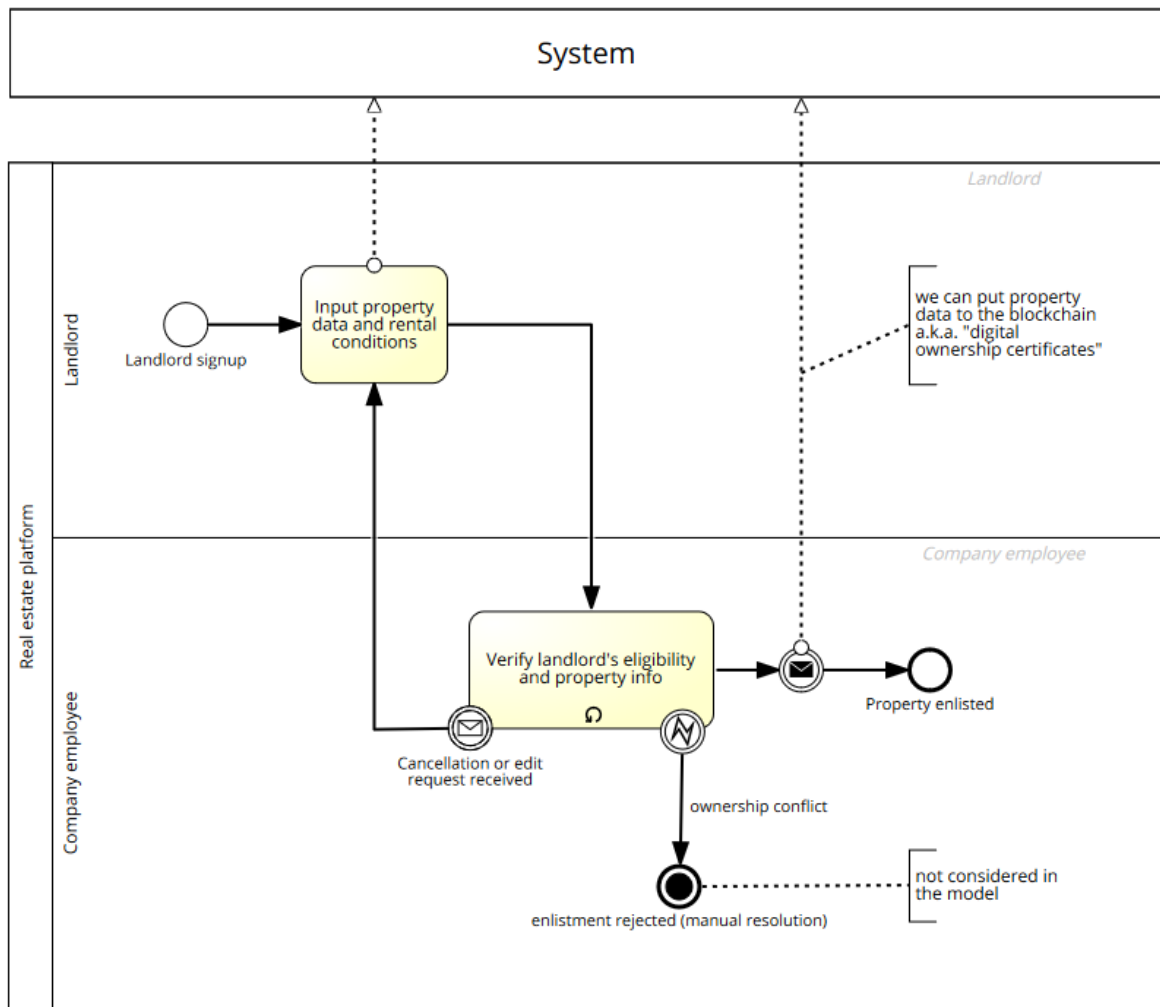 System
Real estate platform
Landlord
Landlord
Landlord signup
Input property
data and rental
conditions
we can put property
data to the blockchain
a.k.a. "digital
ownership certificates"
Company employee
Company employee
Verify landlord's eligibility
and property info
Cancellation or edit
request received
Property enlisted
ownership conflict
enlistment rejected (manual resolution)
not considered in
the model